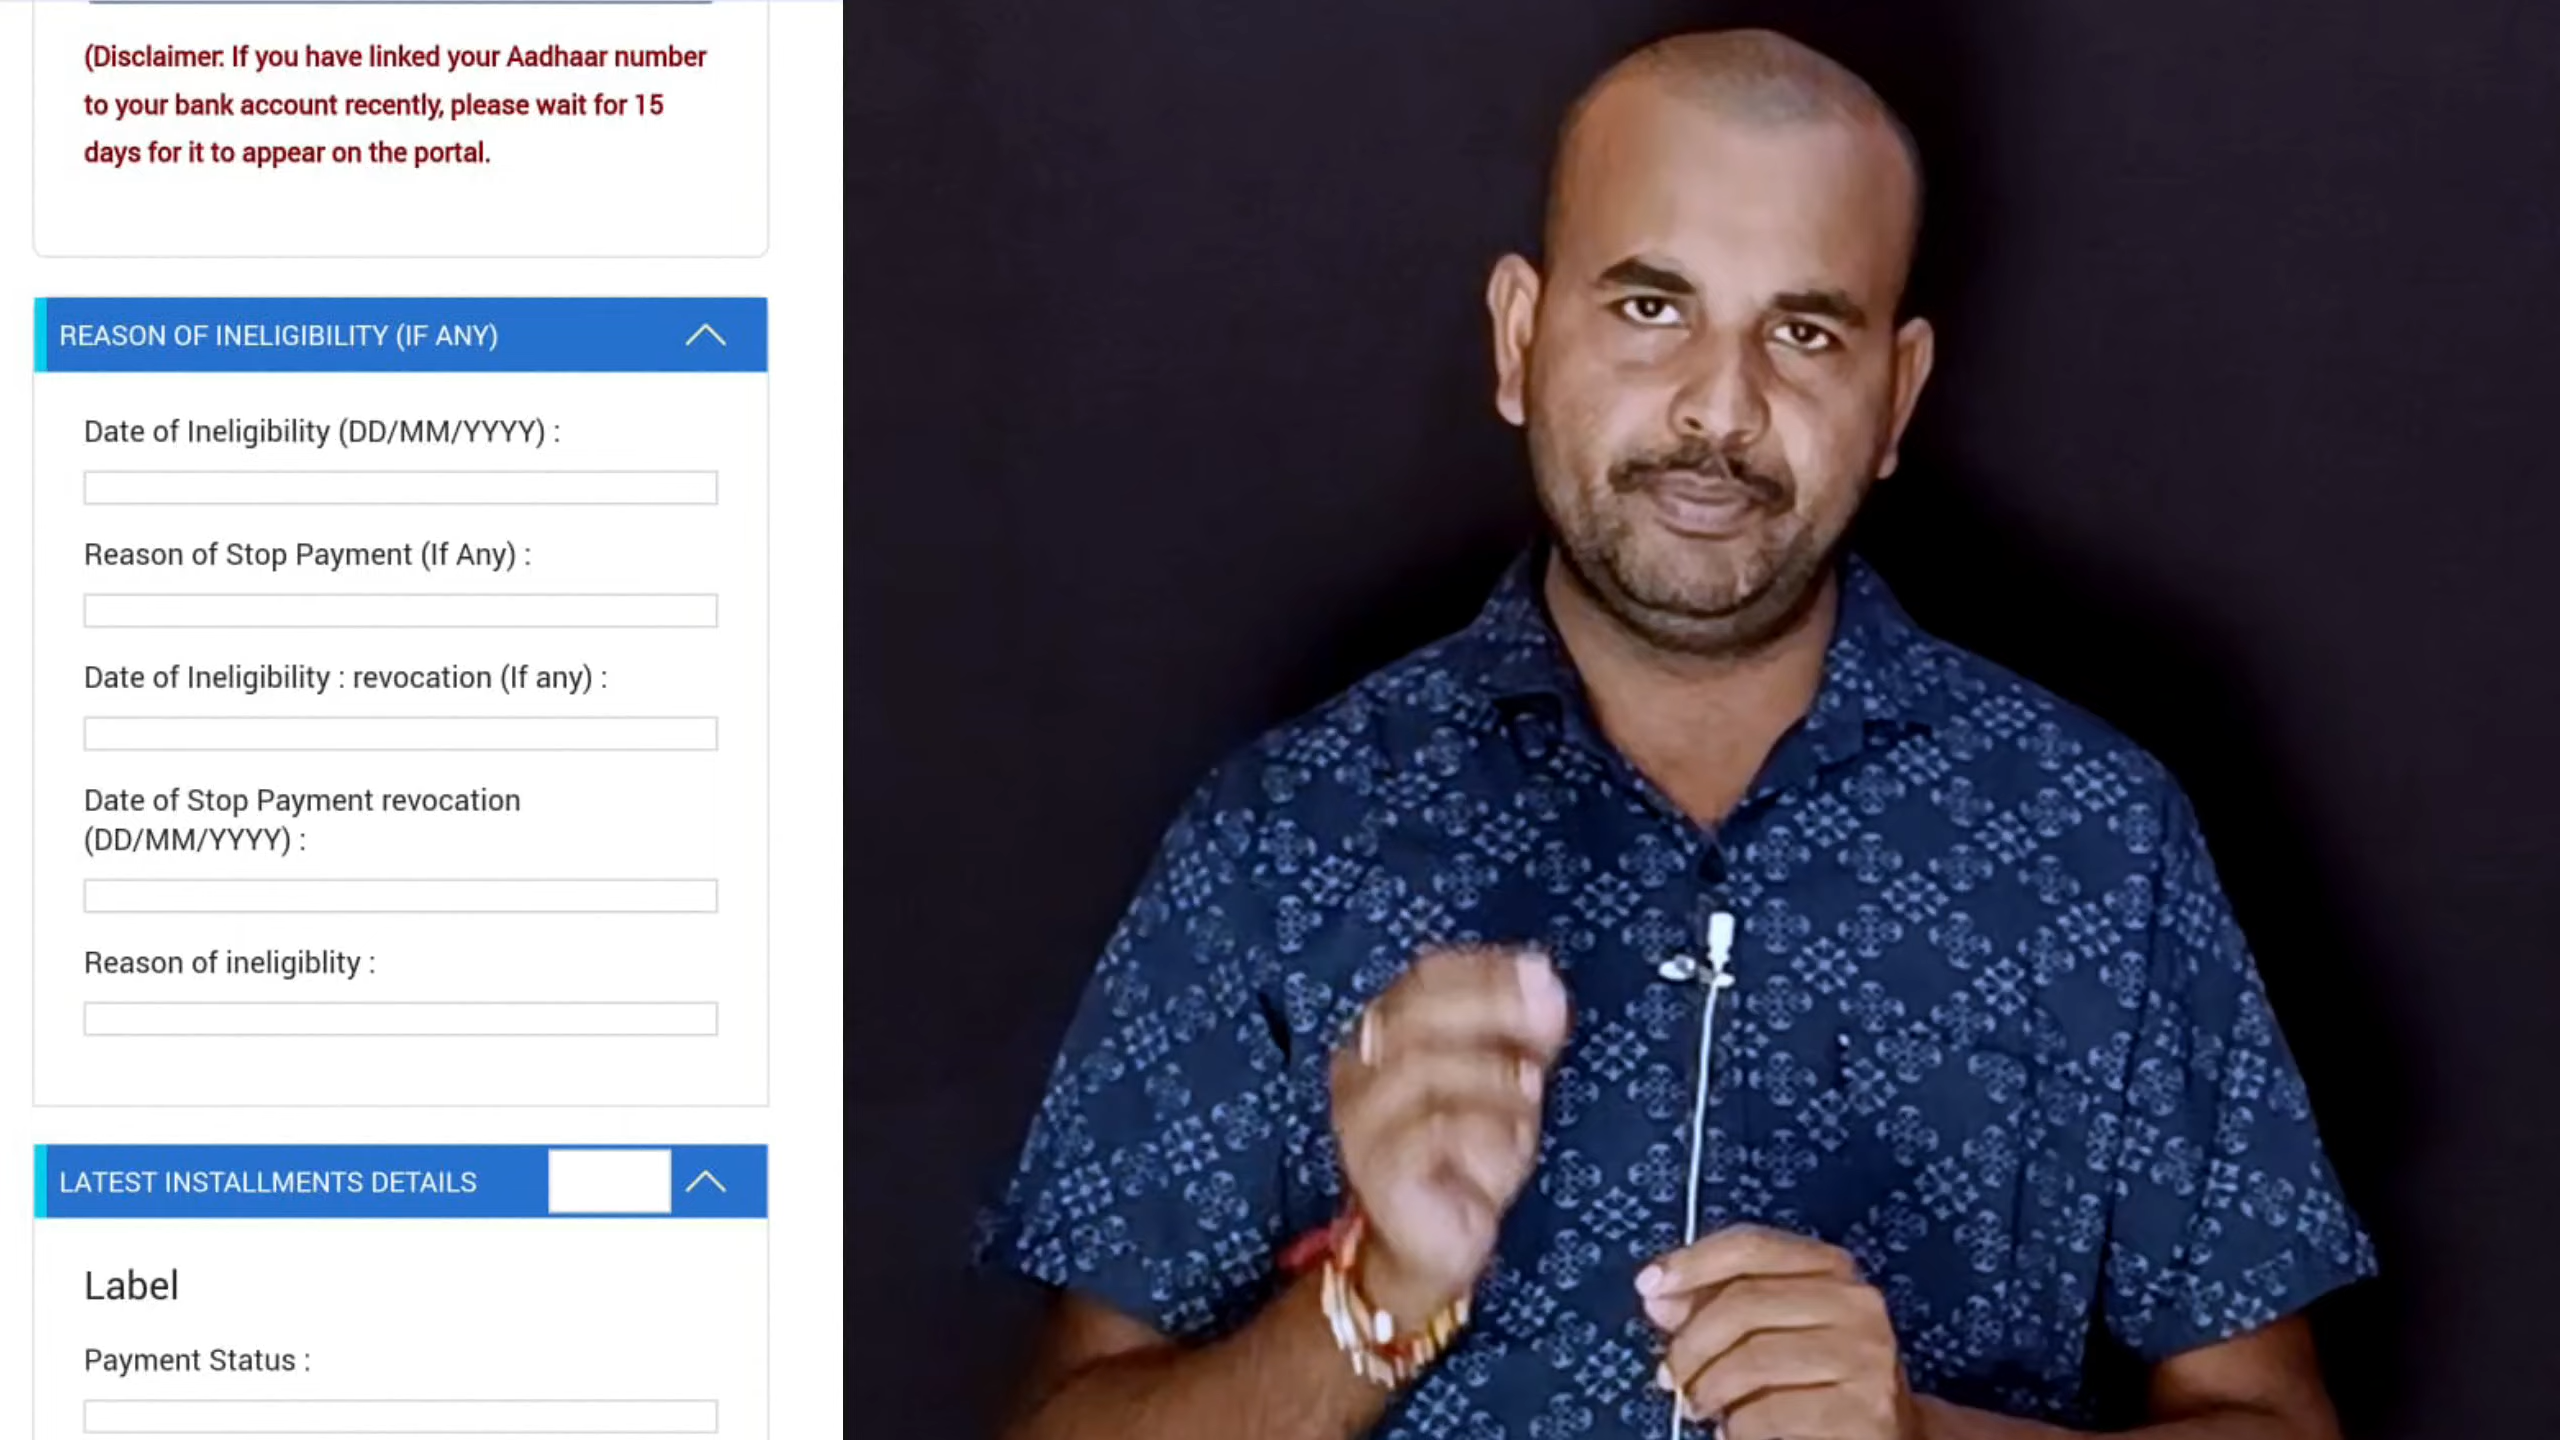 (Disclaimer: If you have linked your Aadhaar number
to your bank account recently, please wait for 15
days for it to appear on the portal.
REASON OF INELIGIBILITY (IF ANY)
Date of Ineligibility (DD/MM/YYYY) :
Reason of Stop Payment (If Any) :
Date of Ineligibility : revocation (If any) :
Date of Stop Payment revocation
(DD/MM/YYYY) :
Reason of ineligiblity :
LATEST INSTALLMENTS DETAILS
Label
Payment Status :